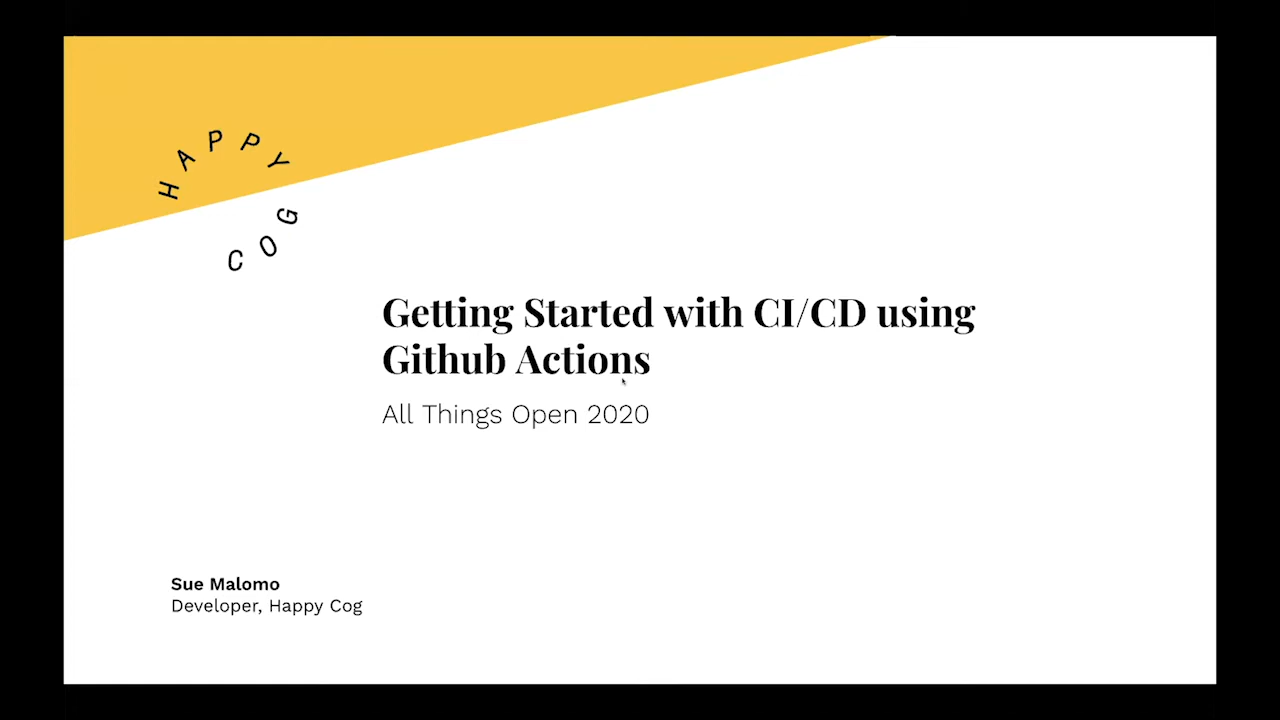 HAPPY
COG
Getting Started with CI/CD using
Github Actions
All Things Open 2020
Sue Malomo
Developer, Happy Cog